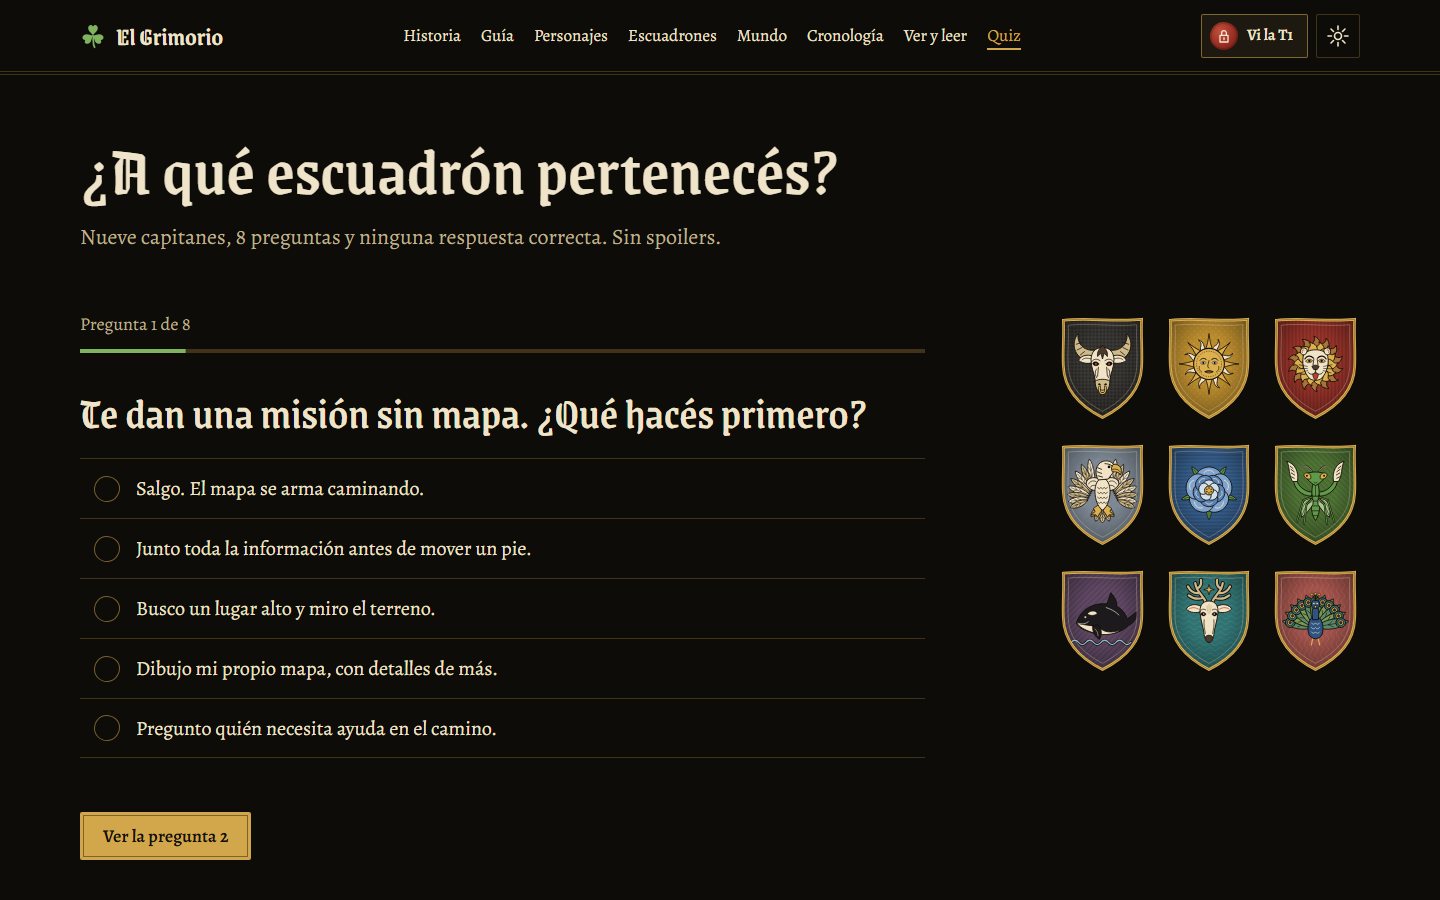 El Grimorio
Historia
Guía
Personajes
Escuadrones
Mundo
Cronología
Ver y leer
Quiz
Vi la T1
¿A qué escuadrón pertenecés?
Nueve capitanes, 8 preguntas y ninguna respuesta correcta. Sin spoilers.
Pregunta 1 de 8
Te dan una misión sin mapa. ¿Qué hacés primero?
Salgo. El mapa se arma caminando.
Junto toda la información antes de mover un pie.
Busco un lugar alto y miro el terreno.
Dibujo mi propio mapa, con detalles de más.
Pregunto quién necesita ayuda en el camino.
Ver la pregunta 2